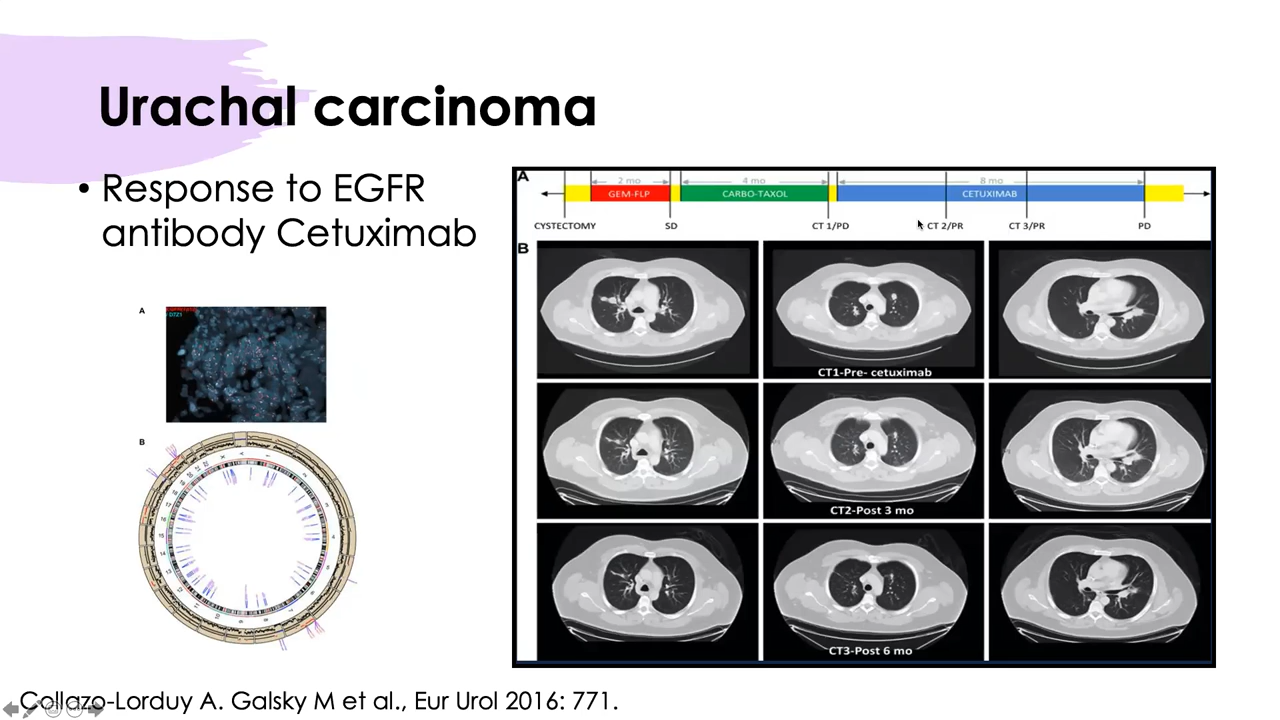 Urachal carcinoma
• Response to EGFR
antibody Cetuximab
A
D7Z1
B
A
2 mo
4 mo
8 mo
GEM-FLP
CARBO-TAXOL
CETUXIMAB
CYSTECTOMY
SD
CT 1/PD
CT 2/PR
CT 3/PR
PD
B
CT1-Pre- cetuximab
CT2-Post 3 mo
CT3-Post 6 mo
Collazo-Lorduy A. Galsky M et al., Eur Urol 2016: 771.